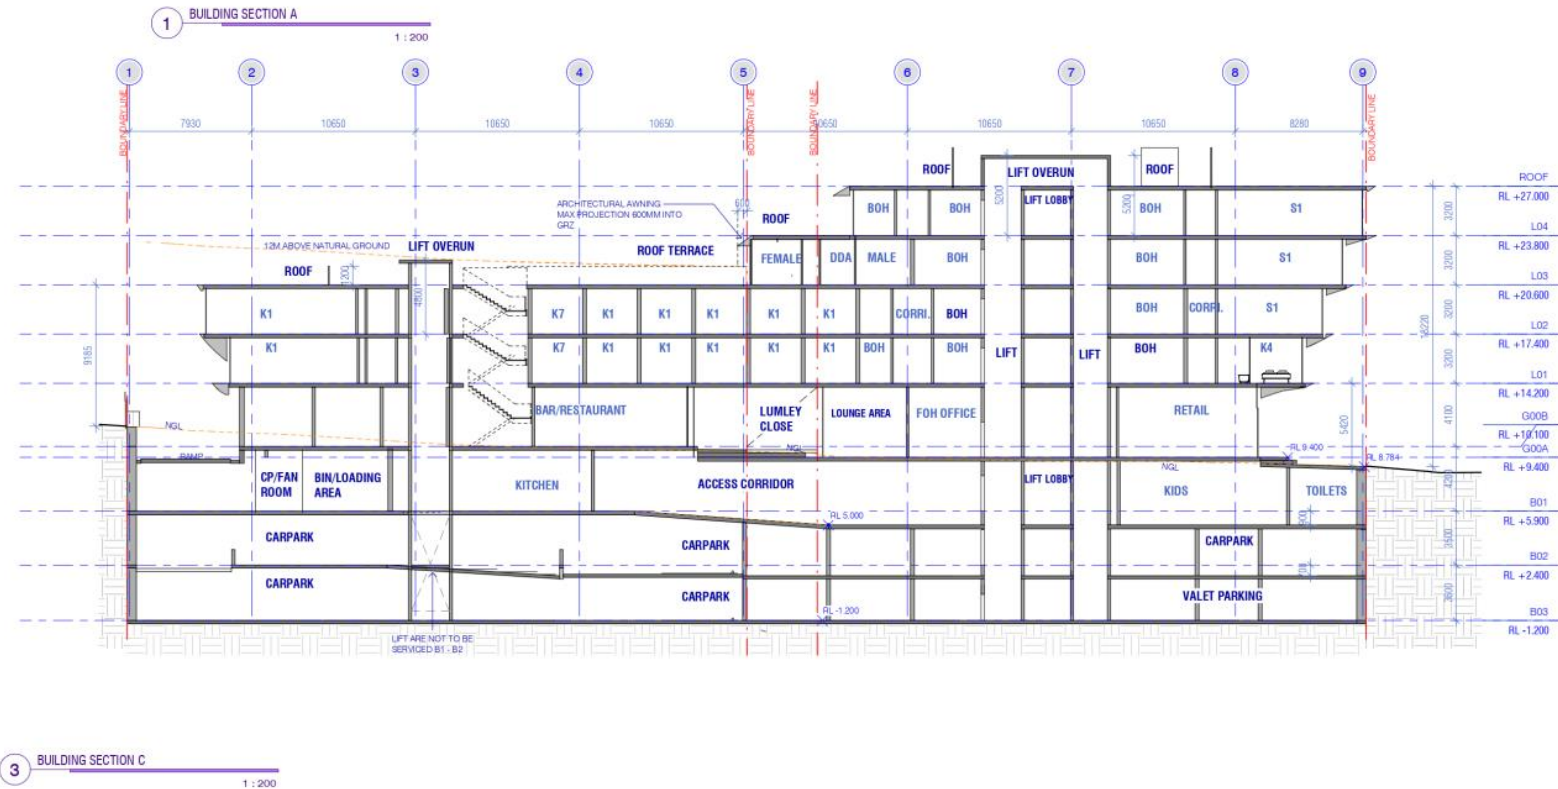 1 BUILDING SECTION A
1 : 200
1 2 3 4 5 6 7 8 9
BOUNDARY LINE BOUNDARY LINE BOUNDARY LINE BOUNDARY LINE
7930 10650 10650 10650 10650 10650 10650 8280
ROOF LIFT OVERUN ROOF ROOF
RL +27.000
ARCHITECTURAL AWNING
MAX PROJECTION 600MM INTO
GRZ
600 ROOF BOH BOH 5200 LIFT LOBBY 5200 BOH S1 3200
L04
RL +23.800
12M ABOVE NATURAL GROUND LIFT OVERUN ROOF TERRACE FEMALE DDA MALE BOH BOH S1 3200
ROOF 1200
L03
RL +20.600
4800
K1 K7 K1 K1 K1 K1 K1 CORRI. BOH BOH CORRI. S1 3200
L02
RL +17.400
9185 K1 K7 K1 K1 K1 K1 K1 BOH BOH LIFT LIFT BOH K4 3200
L01
RL +14.200
BAR/RESTAURANT LUMLEY
CLOSE LOUNGE AREA FOH OFFICE RETAIL 5420 4100
G00B
RL +10.100
NGL NGL RL 9.400
G00A
RAMP NGL RL 8.784
RL +9.400
CP/FAN
ROOM BIN/LOADING
AREA KITCHEN ACCESS CORRIDOR LIFT LOBBY KIDS TOILETS 4200
B01
RL +5.900
RL 5.000 900
CARPARK CARPARK CARPARK 3500
B02
RL +2.400
700
CARPARK CARPARK VALET PARKING 3600
RL -1.200
B03
RL -1.200
LIFT ARE NOT TO BE
SERVICED B1 - B2
3 BUILDING SECTION C
1 : 200